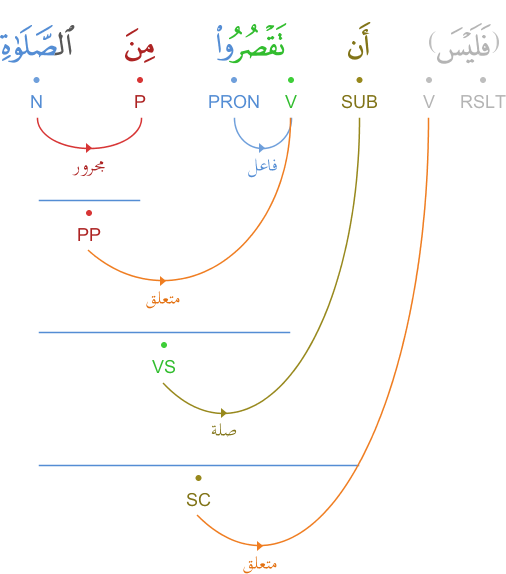 (فَلَيْسَ) أَن تَقْصُرُوا۟ مِنَ ٱلصَّلَوٰةِ
RSLT V SUB V PRON P N
مجرور
فاعل
PP
متعلق
VS
صلة
SC
متعلق